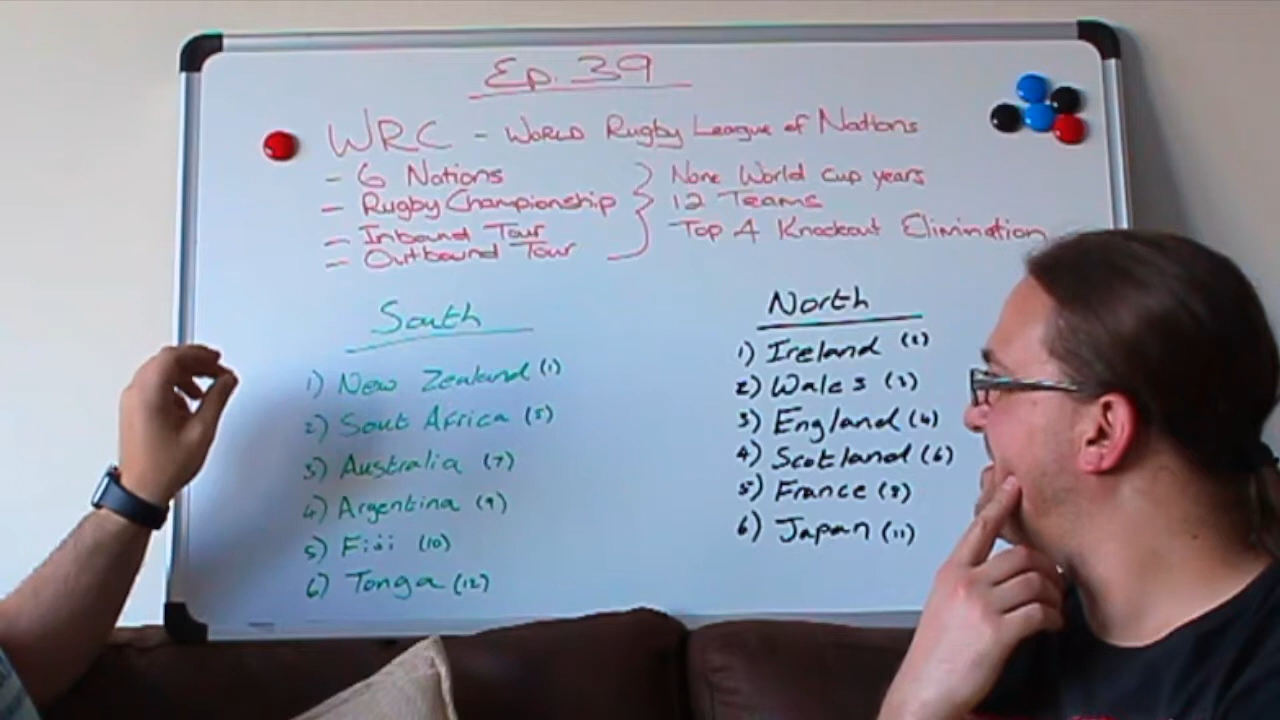 Ep. 39
WRC - World Rugby League of Nations
- 6 Nations
- Rugby Championship
- Inbound Tour
- Outbound Tour
None World Cup years
12 Teams
Top 4 Knockout Elimination
South
1) New Zealand (1)
2) Sout Africa (5)
3) Australia (7)
4) Argentina (9)
5) Fiji (10)
6) Tonga (12)
North
1) Ireland (2)
2) Wales (3)
3) England (4)
4) Scotland (6)
5) France (8)
6) Japan (11)